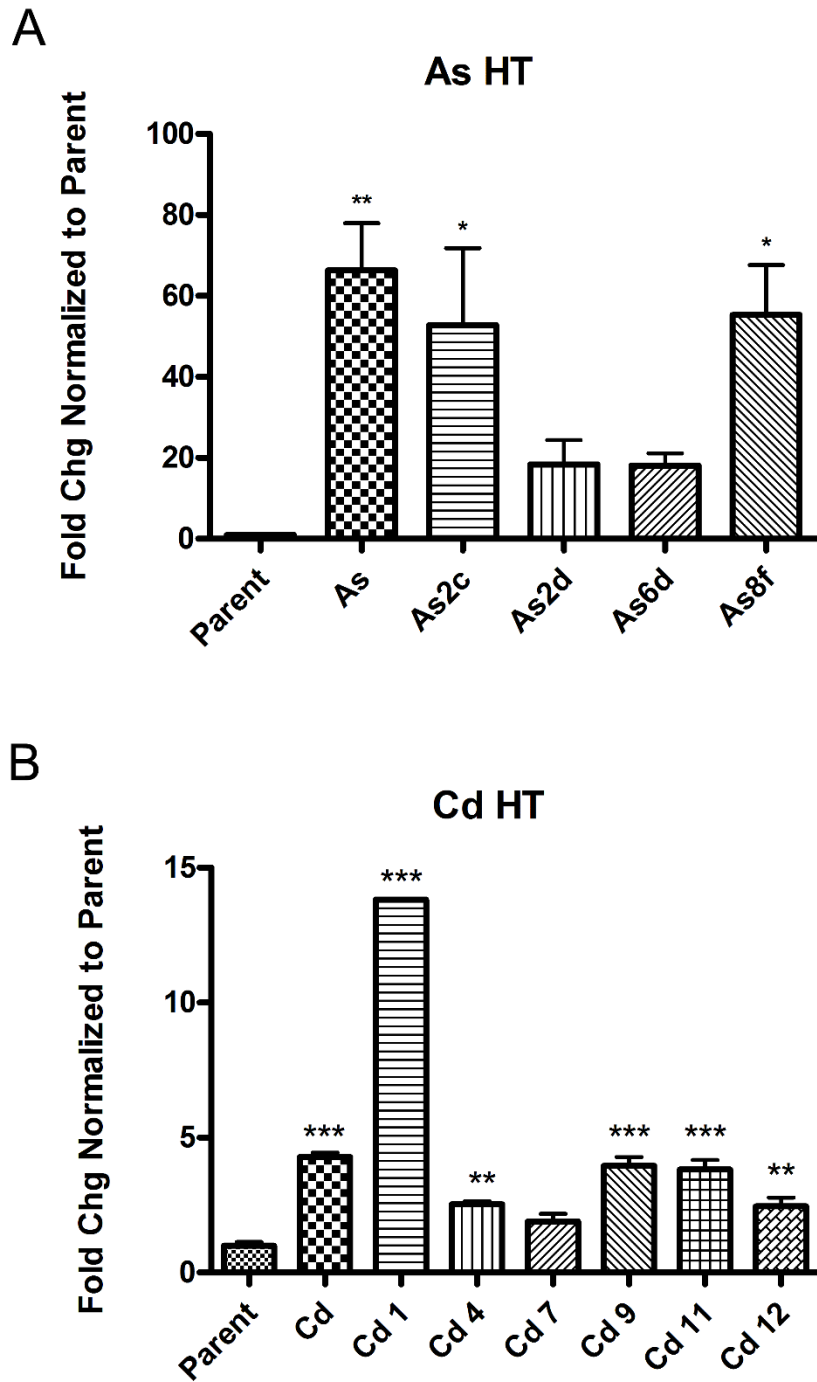 A
As HT
Fold Chg Normalized to Parent
100
80
60
40
20
0
**
*
*
Parent
As
As2c
As2d
As6d
As8f
B
Cd HT
Fold Chg Normalized to Parent
15
10
5
0
***
***
**
***
***
**
Parent
Cd
Cd 1
Cd 4
Cd 7
Cd 9
Cd 11
Cd 12